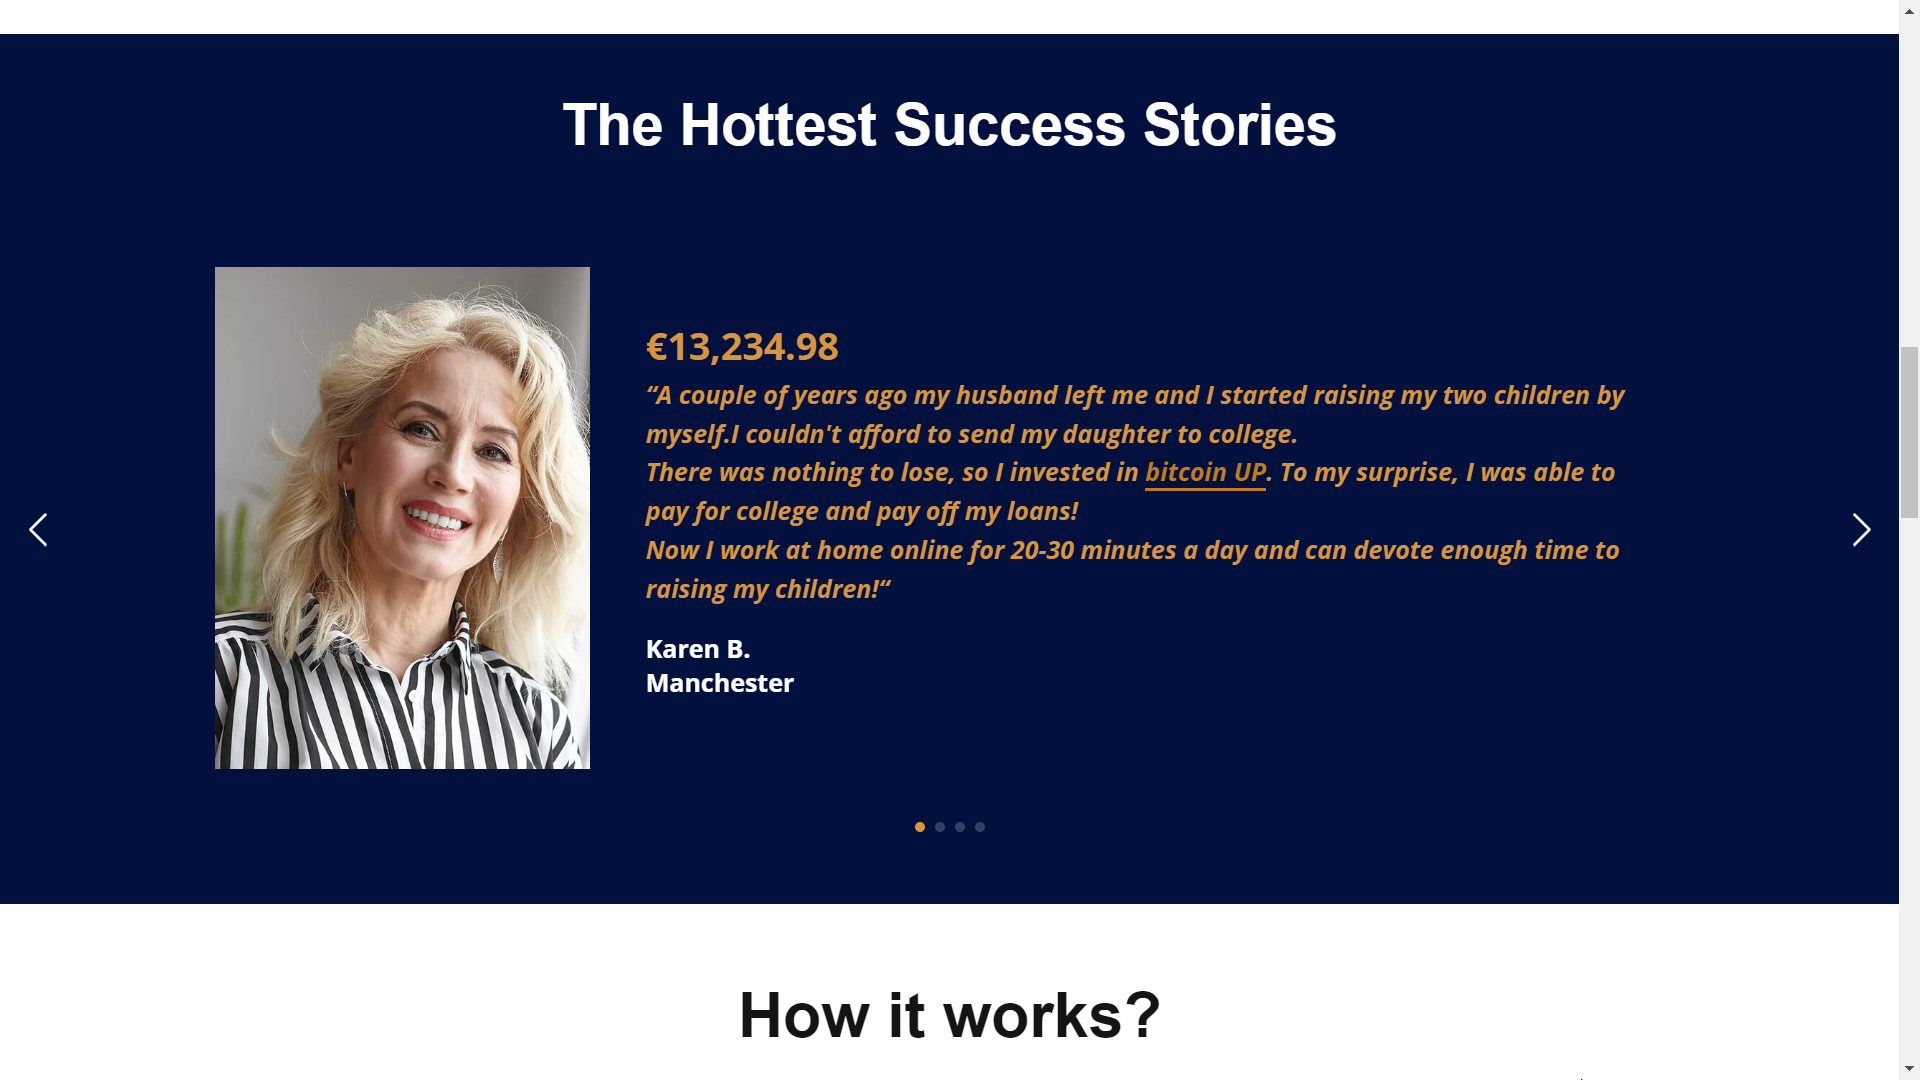 The Hottest Success Stories
€13,234.98
“A couple of years ago my husband left me and I started raising my two children by
myself.I couldn't afford to send my daughter to college.
There was nothing to lose, so I invested in bitcoin UP. To my surprise, I was able to
pay for college and pay off my loans!
Now I work at home online for 20-30 minutes a day and can devote enough time to
raising my children!“
Karen B.
Manchester
How it works?